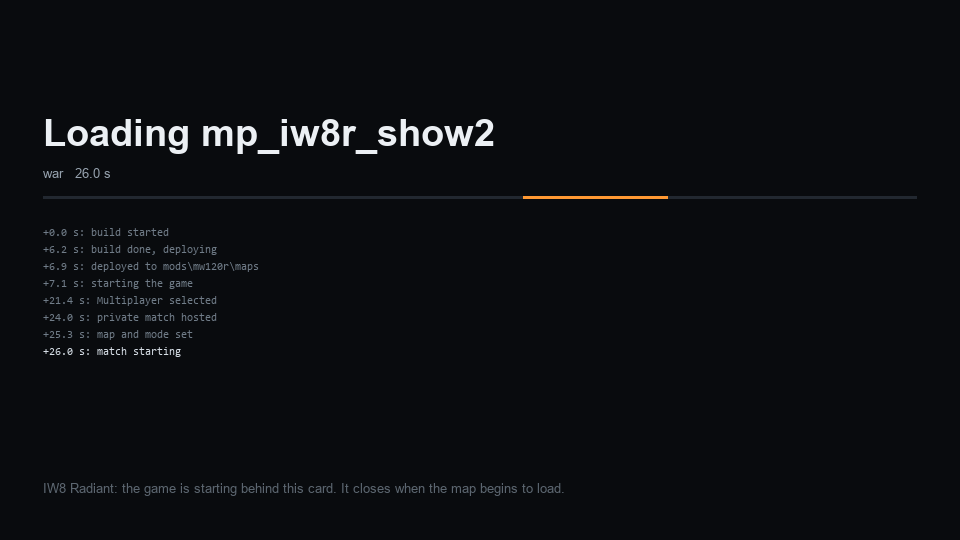 Loading mp_iw8r_show2
war 26.0 s
+0.0 s: build started
+6.2 s: build done, deploying
+6.9 s: deployed to mods\mw120r\maps
+7.1 s: starting the game
+21.4 s: Multiplayer selected
+24.0 s: private match hosted
+25.3 s: map and mode set
+26.0 s: match starting
IW8 Radiant: the game is starting behind this card. It closes when the map begins to load.